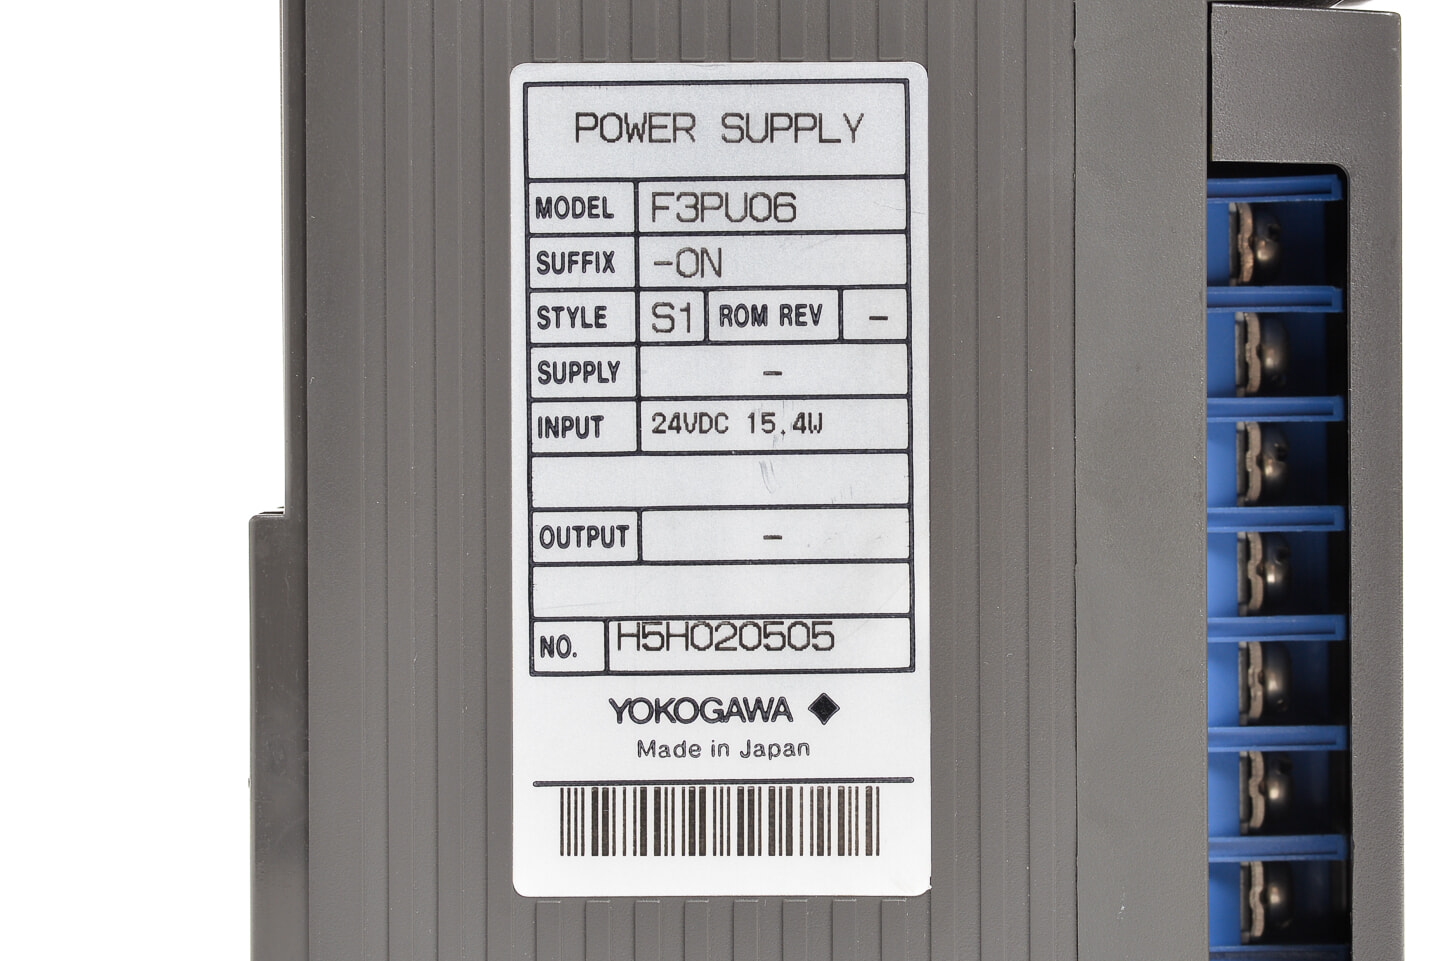 POWER SUPPLY
MODEL F3PU06
SUFFIX -0N
STYLE S1 ROM REV -
SUPPLY -
INPUT 24VDC 15.4W
OUTPUT -
NO. H5H020505
YOKOGAWA ◆
Made in Japan